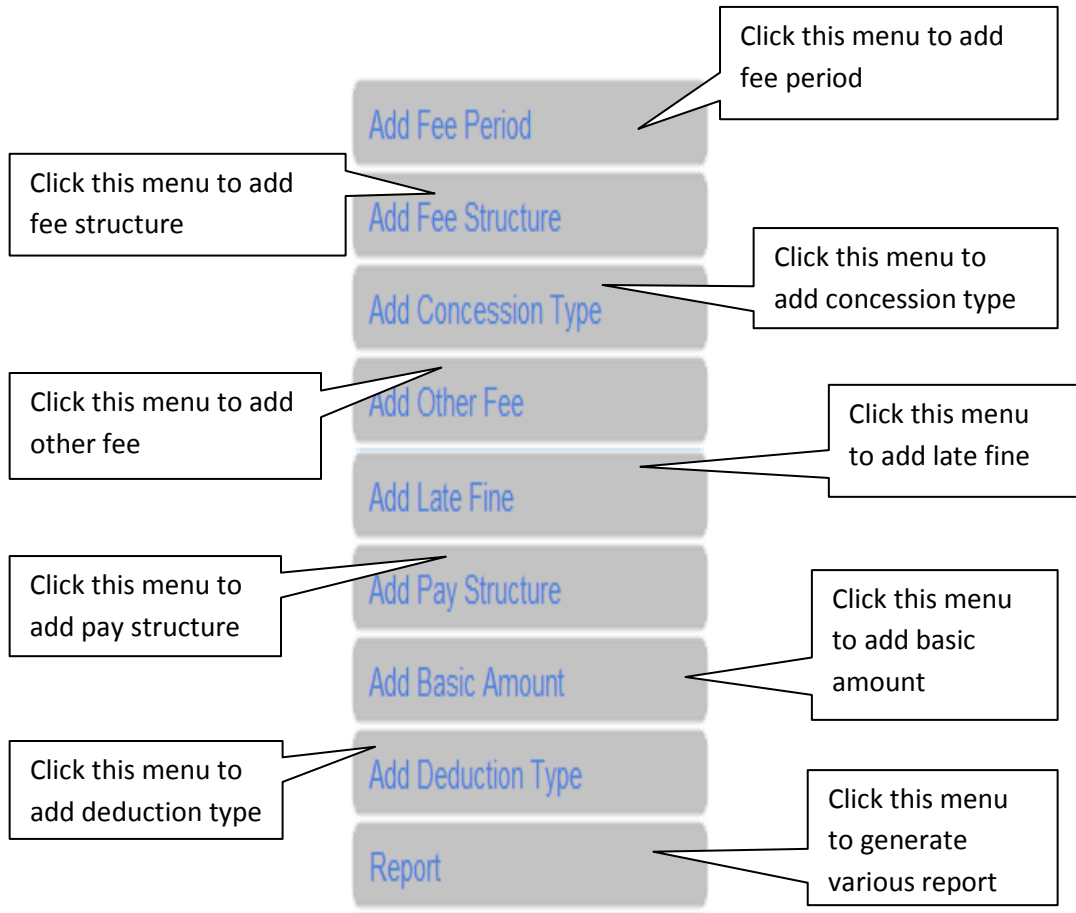 Click this menu to add
fee period
Add Fee Period
Click this menu to add
fee structure
Add Fee Structure
Click this menu to
add concession type
Add Concession Type
Click this menu to add
other fee
Add Other Fee
Click this menu
to add late fine
Add Late Fine
Click this menu to
add pay structure
Add Pay Structure
Click this menu
to add basic
amount
Add Basic Amount
Click this menu to
add deduction type
Add Deduction Type
Click this menu
to generate
various report
Report